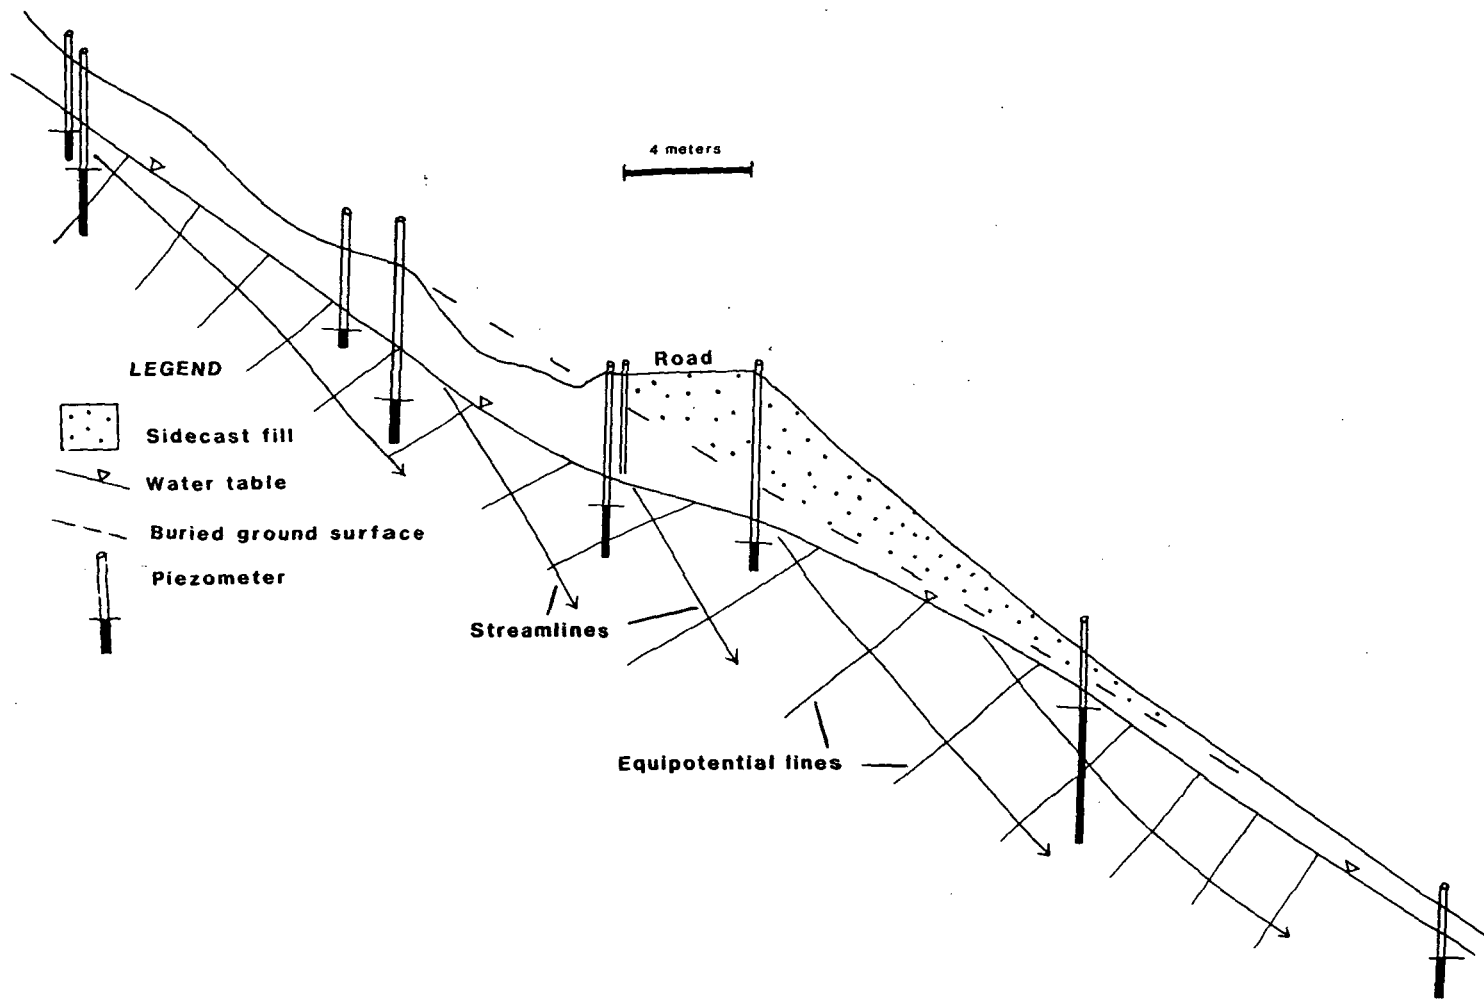 4 meters
Road
LEGEND
Sidecast fill
Water table
Buried ground surface
Piezometer
Streamlines
Equipotential lines